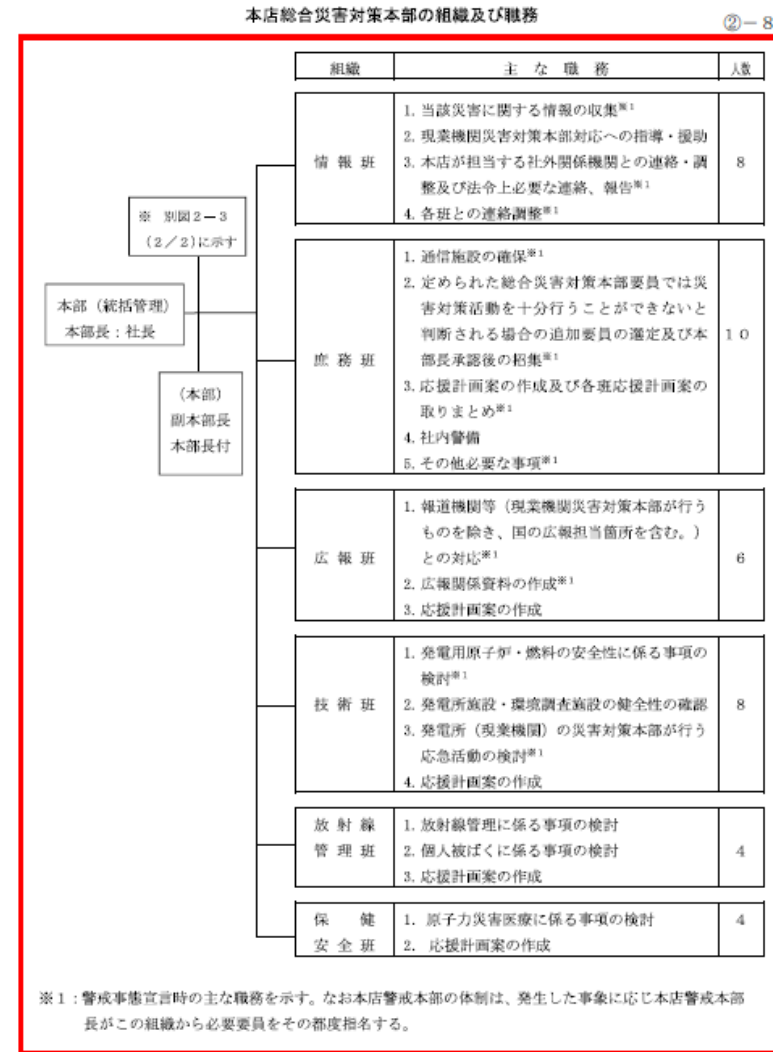 本店総合災害対策本部の組織及び職務
②－8
組織 主な職務 人数
※ 別図2－3
(2／2)に示す
本部（統括管理）
本部長：社長
(本部)
副本部長
本部長付
情報班
1. 当該災害に関する情報の収集※1
2. 現業機関災害対策本部対応への指導・援助
3. 本店が担当する社外関係機関との連絡・調
整及び法令上必要な連絡、報告※1
4. 各班との連絡調整※1
8
庶務班
1. 通信施設の確保※1
2. 定められた総合災害対策本部要員では災
害対策活動を十分行うことができないと
判断される場合の追加要員の選定及び本
部長承認後の招集※1
3. 応援計画案の作成及び各班応援計画案の
取りまとめ※1
4. 社内警備
5. その他必要な事項※1
10
広報班
1. 報道機関等（現業機関災害対策本部が行う
ものを除き、国の広報担当箇所を含む。）
との対応※1
2. 広報関係資料の作成※1
3. 応援計画案の作成
6
技術班
1. 発電用原子炉・燃料の安全性に係る事項の
検討※1
2. 発電所施設・環境調査施設の健全性の確認
3. 発電所（現業機関）の災害対策本部が行う
応急活動の検討※1
4. 応援計画案の作成
8
放射線
管理班
1. 放射線管理に係る事項の検討
2. 個人被ばくに係る事項の検討
3. 応援計画案の作成
4
保健
安全班
1. 原子力災害医療に係る事項の検討
2. 応援計画案の作成
4
※1：警戒事態宣言時の主な職務を示す。なお本店警戒本部の体制は、発生した事象に応じ本店警戒本部
長がこの組織から必要要員をその都度指名する。